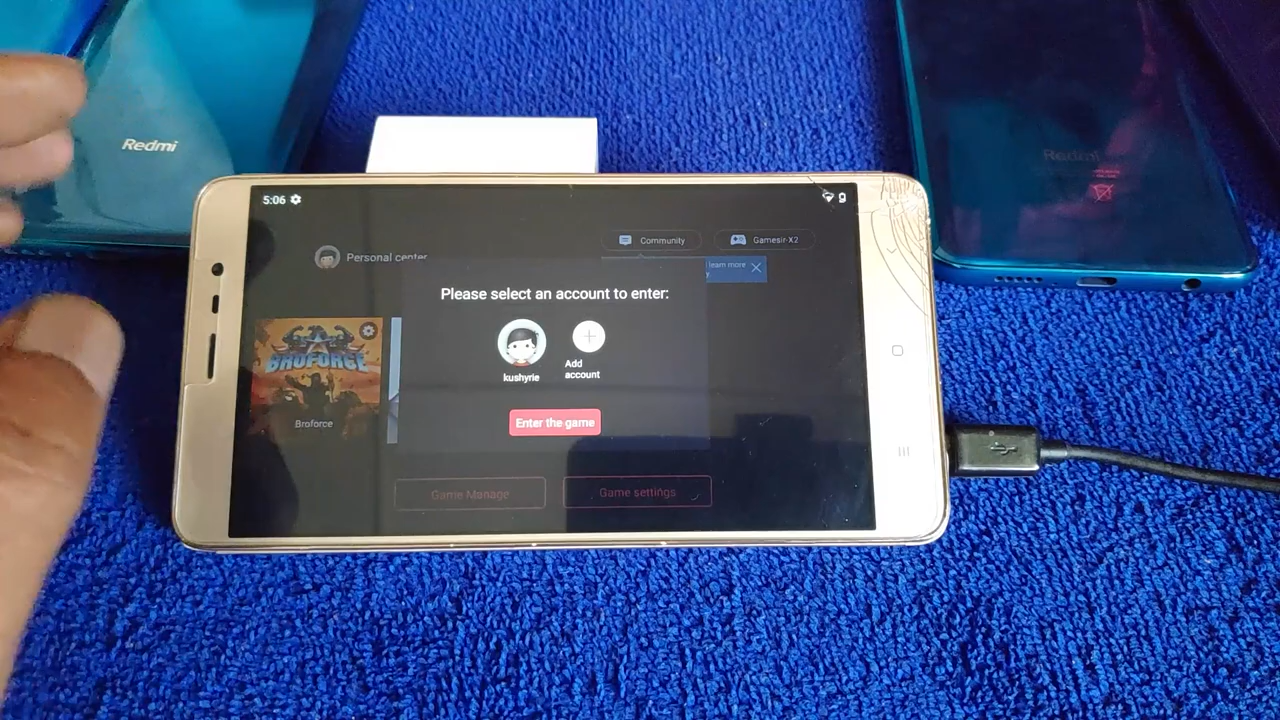 Redmi
Redmi
5:06
Community
Gamesir-X2
Personal center
learn more
Please select an account to enter:
BROFORCE
kushyrie
Add
account
Broforce
Enter the game
Game Manage
Game settings